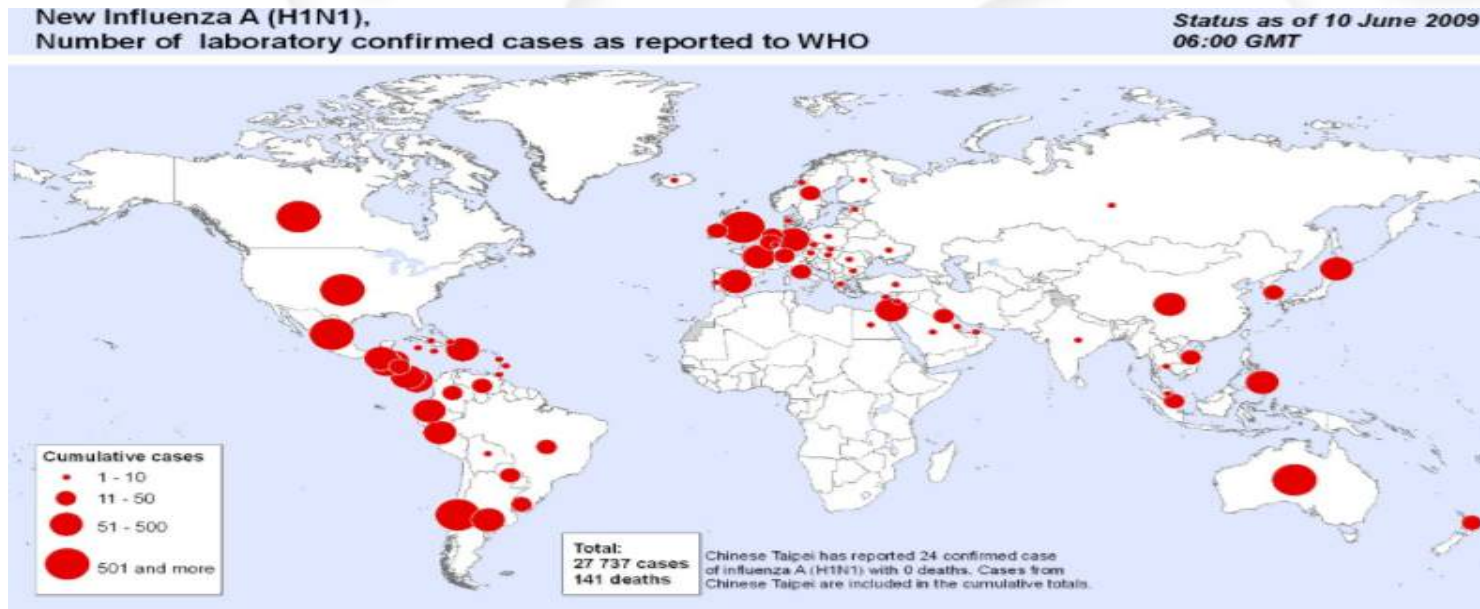 New Influenza A (H1N1),
Number of laboratory confirmed cases as reported to WHO
Status as of 10 June 2009
06:00 GMT
Cumulative cases
1 - 10
11 - 50
51 - 500
501 and more
Total:
27 737 cases
141 deaths
Chinese Taipei has reported 24 confirmed case
of influenza A (H1N1) with 0 deaths. Cases from
Chinese Taipei are included in the cumulative totals.